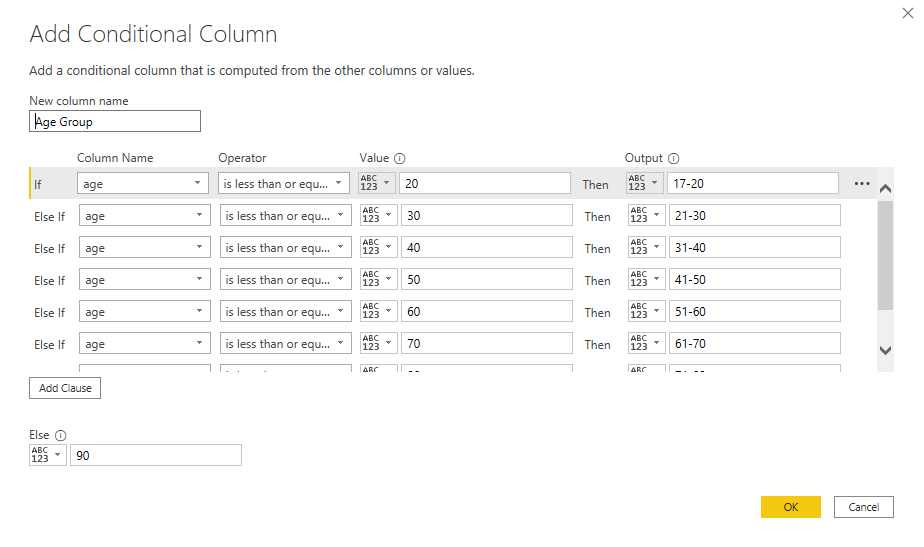 Add Conditional Column
Add a conditional column that is computed from the other columns or values.
New column name
Age Group
Column Name Operator Value Output
If age is less than or equ... ABC 123 20 Then ABC 123 17-20 •••
Else If age is less than or equ... ABC 123 30 Then ABC 123 21-30
Else If age is less than or equ... ABC 123 40 Then ABC 123 31-40
Else If age is less than or equ... ABC 123 50 Then ABC 123 41-50
Else If age is less than or equ... ABC 123 60 Then ABC 123 51-60
Else If age is less than or equ... ABC 123 70 Then ABC 123 61-70
ABC ABC
Add Clause
Else
ABC 123 90
OK Cancel